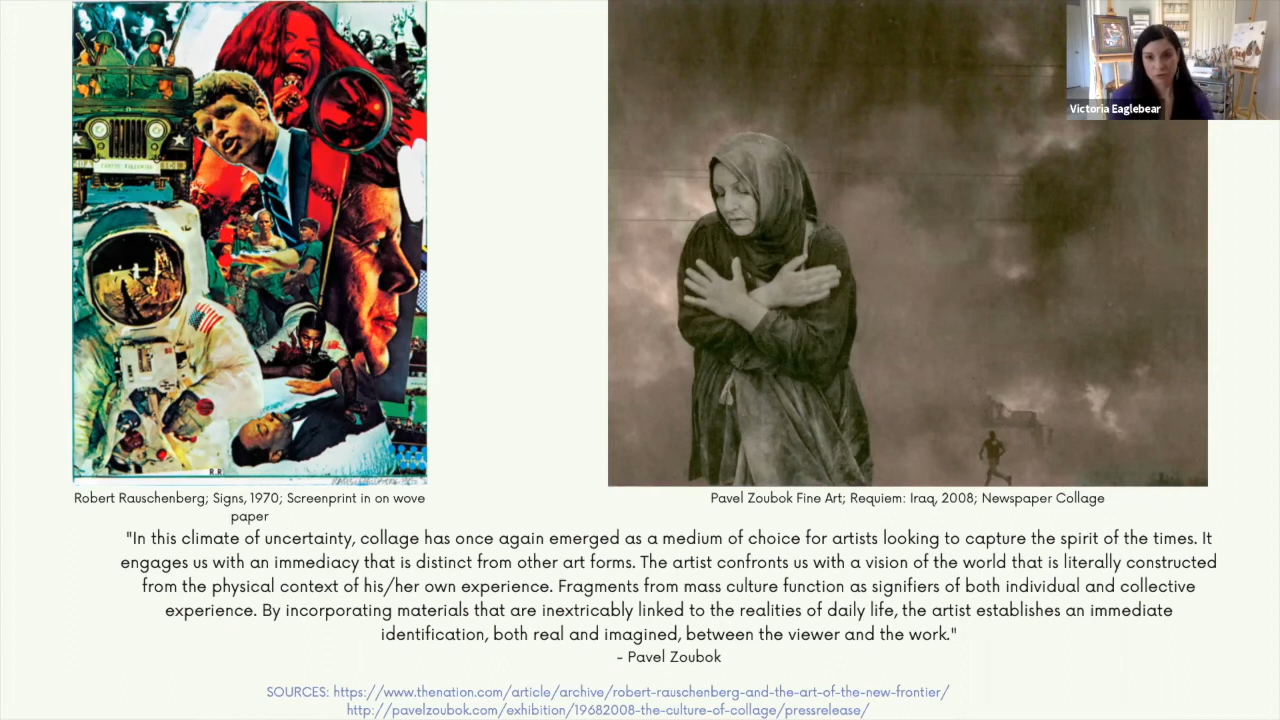 Victoria Eaglebear
R.R
Robert Rauschenberg; Signs, 1970; Screenprint in on wove
paper
Pavel Zoubok Fine Art; Requiem: Iraq, 2008; Newspaper Collage
"In this climate of uncertainty, collage has once again emerged as a medium of choice for artists looking to capture the spirit of the times. It
engages us with an immediacy that is distinct from other art forms. The artist confronts us with a vision of the world that is literally constructed
from the physical context of his/her own experience. Fragments from mass culture function as signifiers of both individual and collective
experience. By incorporating materials that are inextricably linked to the realities of daily life, the artist establishes an immediate
identification, both real and imagined, between the viewer and the work."
- Pavel Zoubok
SOURCES: https://www.thenation.com/article/archive/robert-rauschenberg-and-the-art-of-the-new-frontier/
http://pavelzoubok.com/exhibition/19682008-the-culture-of-collage/pressrelease/